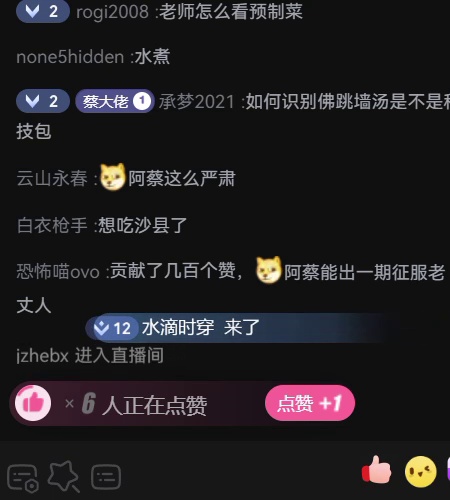 2 rogi2008 :老师怎么看预制菜
none5hidden :水煮
2 蔡大佬 1 承梦2021 :如何识别佛跳墙汤是不是科
技包
云山永春 :阿蔡这么严肃
白衣枪手 :想吃沙县了
恐怖喵ovo :贡献了几百个赞，阿蔡能出一期征服老
丈人
12 水滴时穿 来了
jzhebx 进入直播间
× 6 人正在点赞 点赞 +1